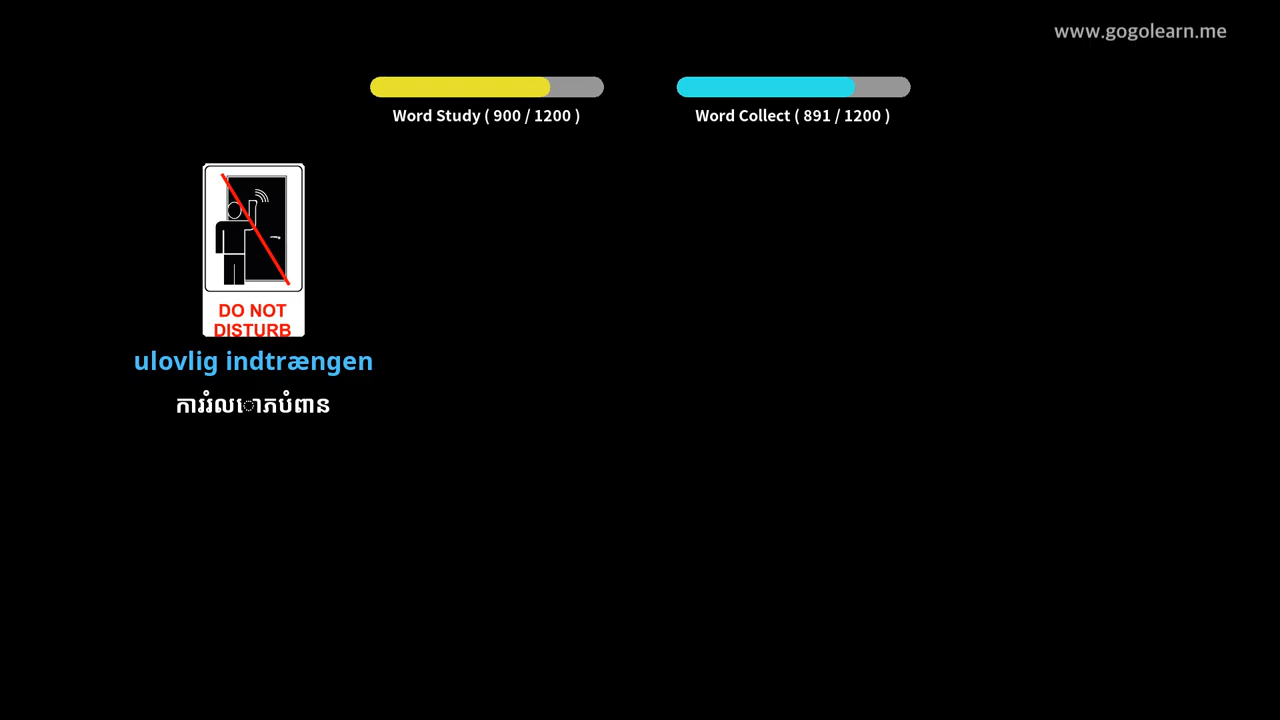 www.gogolearn.me
Word Study ( 900 / 1200 )
Word Collect ( 891 / 1200 )
DO NOT
DISTURB
ulovlig indtrængen
ការរំលោភបំពាន